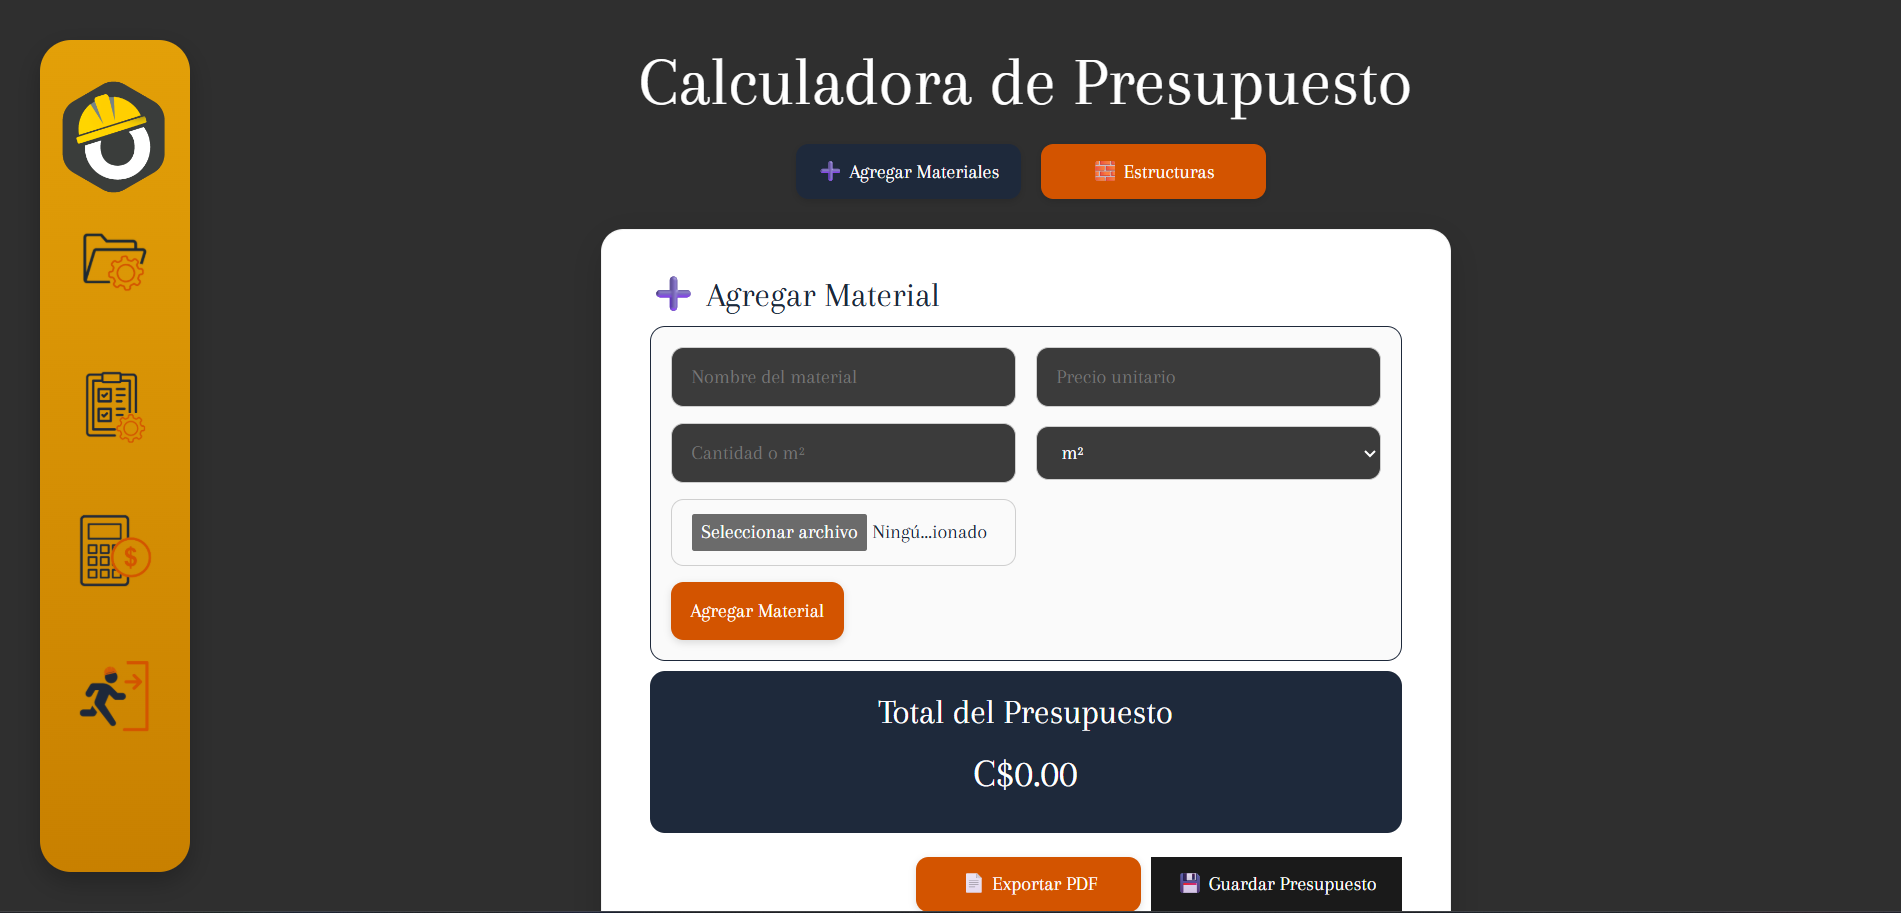 Calculadora de Presupuesto
Agregar Materiales
Estructuras
Agregar Material
Nombre del material
Precio unitario
Cantidad o m²
m²
Seleccionar archivo Ningú...ionado
Agregar Material
Total del Presupuesto
C$0.00
Exportar PDF
Guardar Presupuesto